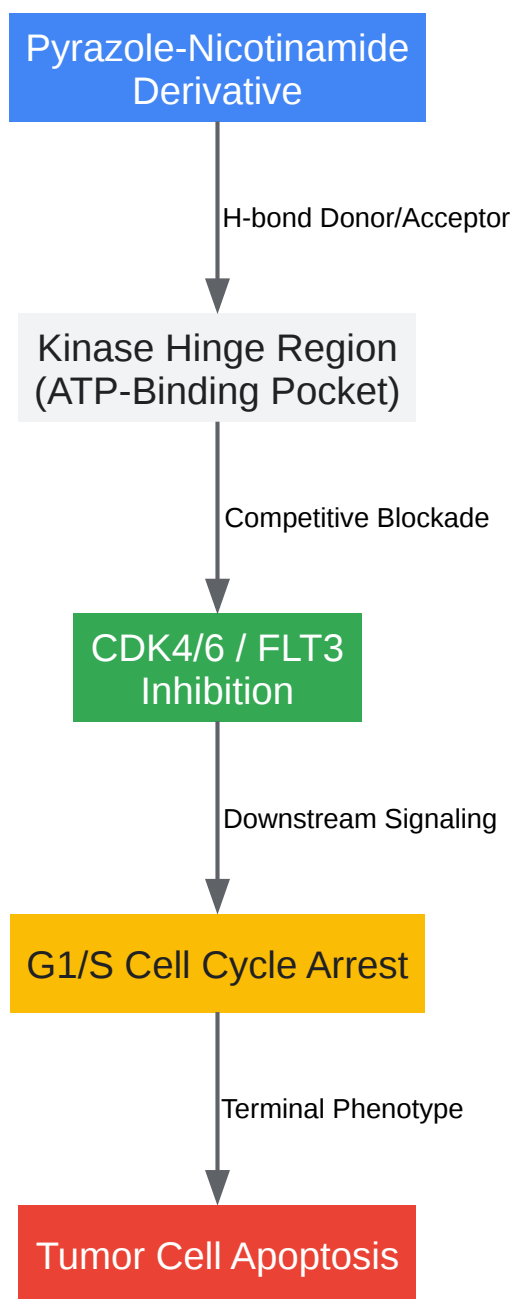 Pyrazole-Nicotinamide
Derivative
H-bond Donor/Acceptor
Kinase Hinge Region
(ATP-Binding Pocket)
Competitive Blockade
CDK4/6 / FLT3
Inhibition
Downstream Signaling
G1/S Cell Cycle Arrest
Terminal Phenotype
Tumor Cell Apoptosis